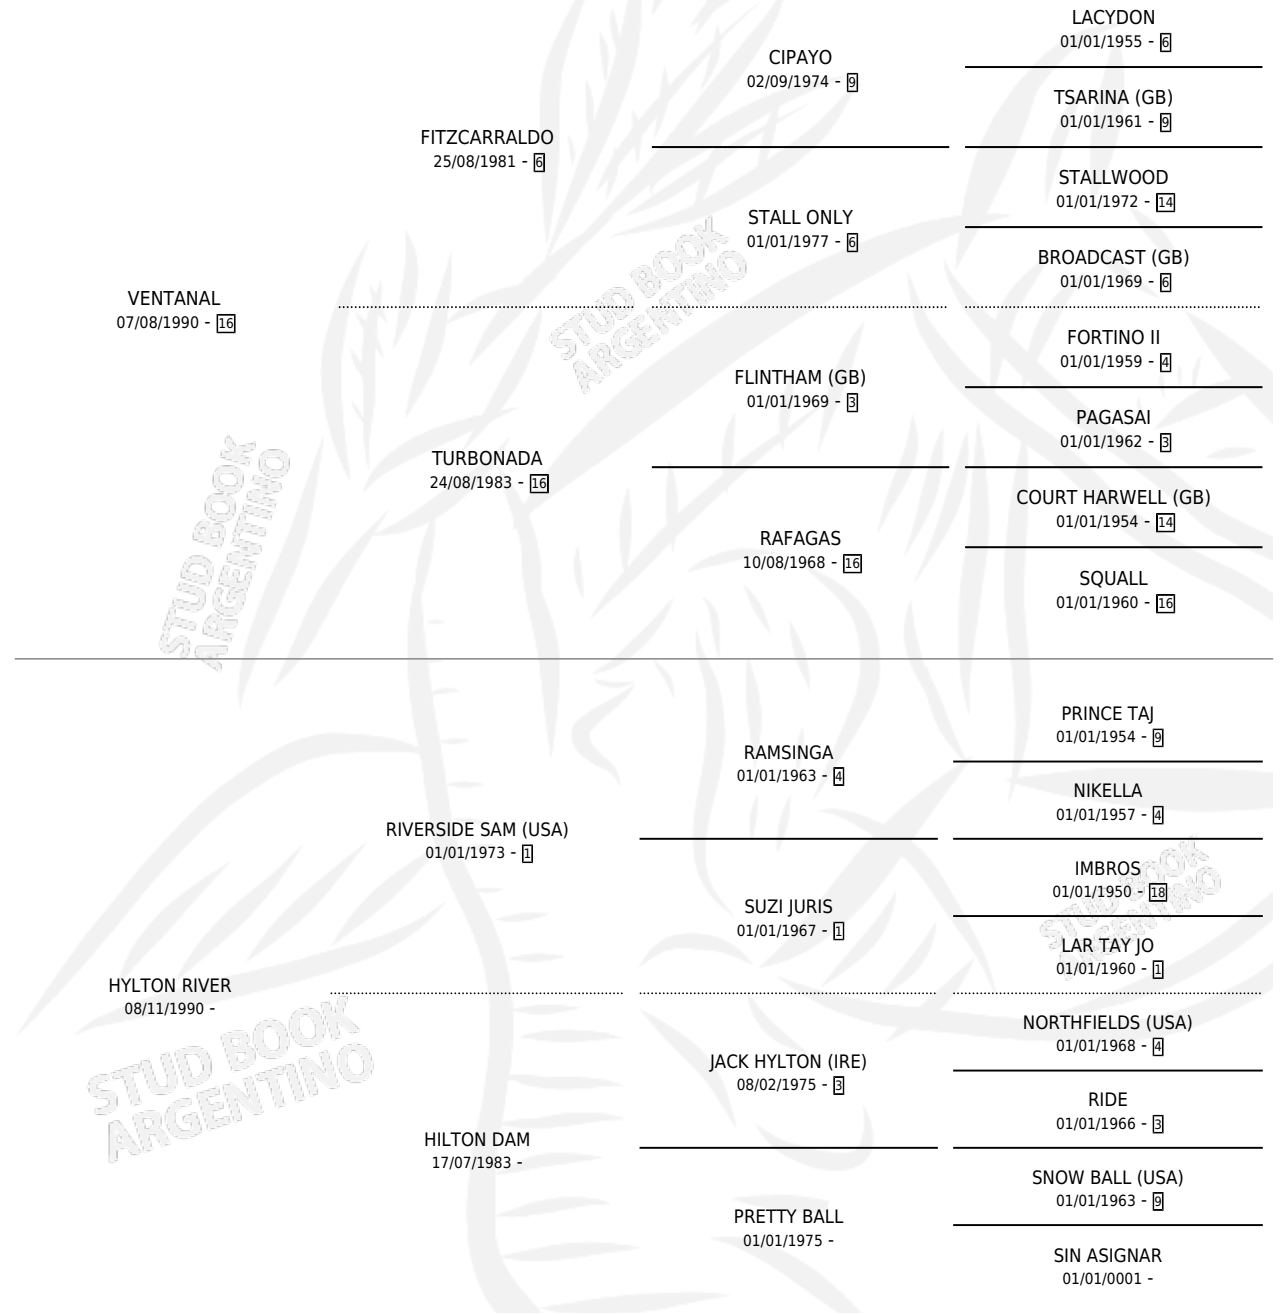 LACYDON
01/01/1955 - 6
CIPAYO
02/09/1974 - 9
TSARINA (GB)
01/01/1961 - 9
FITZCARRALDO
25/08/1981 - 6
STALLWOOD
01/01/1972 - 14
STALL ONLY
01/01/1977 - 6
BROADCAST (GB)
01/01/1969 - 6
VENTANAL
07/08/1990 - 16
STUD BOOK
ARGENTINO
FORTINO II
01/01/1959 - 4
FLINTHAM (GB)
01/01/1969 - 3
PAGASAI
01/01/1962 - 3
TURBONADA
24/08/1983 - 16
COURT HARWELL (GB)
01/01/1954 - 14
RAFAGAS
10/08/1968 - 16
SQUALL
01/01/1960 - 16
STUD BOOK
ARGENTINO
PRINCE TAJ
01/01/1954 - 9
RAMSINGA
01/01/1963 - 4
NIKELLA
01/01/1957 - 4
RIVERSIDE SAM (USA)
01/01/1973 - 1
IMBROS
01/01/1950 - 18
SUZI JURIS
01/01/1967 - 1
STUD BOOK
ARGENTINO
LAR TAY JO
01/01/1960 - 1
HYLTON RIVER
08/11/1990 -
NORTHFIELDS (USA)
01/01/1968 - 4
JACK HYLTON (IRE)
08/02/1975 - 3
RIDE
01/01/1966 - 3
STUD BOOK
ARGENTINO
HILTON DAM
17/07/1983 -
SNOW BALL (USA)
01/01/1963 - 9
PRETTY BALL
01/01/1975 -
SIN ASIGNAR
01/01/0001 -